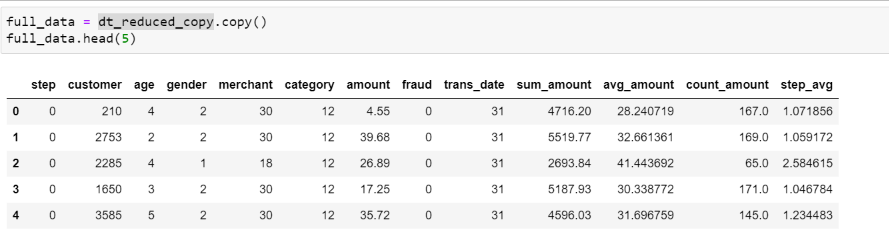 full_data = dt_reduced_copy.copy()
full_data.head(5)
step customer age gender merchant category amount fraud trans_date sum_amount avg_amount count_amount step_avg
0 0 210 4 2 30 12 4.55 0 31 4716.20 28.240719 167.0 1.071856
1 0 2753 2 2 30 12 39.68 0 31 5519.77 32.661361 169.0 1.059172
2 0 2285 4 1 18 12 26.89 0 31 2693.84 41.443692 65.0 2.584615
3 0 1650 3 2 30 12 17.25 0 31 5187.93 30.338772 171.0 1.046784
4 0 3585 5 2 30 12 35.72 0 31 4596.03 31.696759 145.0 1.234483